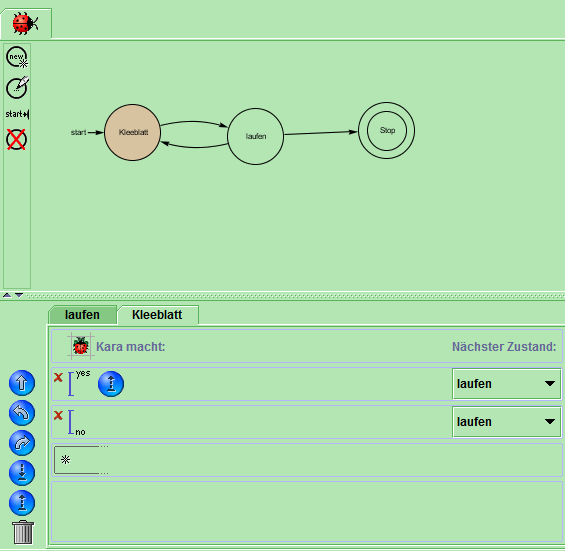 new
start
start
Kleeblatt
laufen
Stop
laufen
Kleeblatt
Kara macht:
Nächster Zustand:
yes
laufen
no
laufen